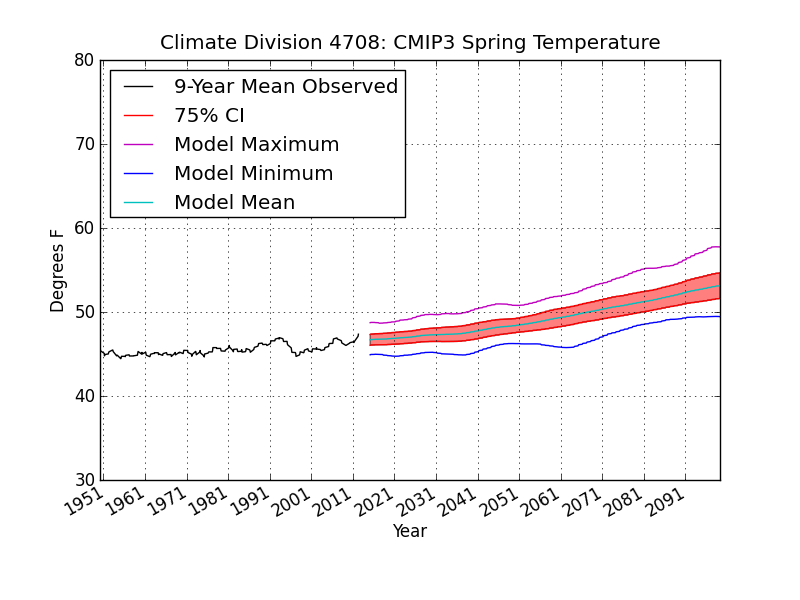 Climate Division 4708: CMIP3 Spring Temperature
80
70
60
50
40
30
Degrees F
9-Year Mean Observed
75% CI
Model Maximum
Model Minimum
Model Mean
1951
1961
1971
1981
1991
2001
2011
2021
2031
2041
2051
2061
2071
2081
2091
Year